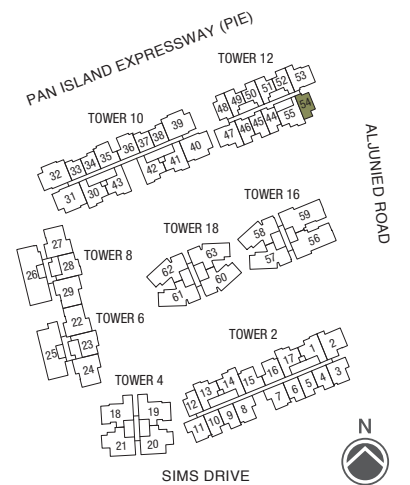 PAN ISLAND EXPRESSWAY (PIE)
TOWER 12
48 49 50 51 52 53
47 46 45 44 55 54
TOWER 10
32 33 34 35 36 37 38 39
31 30 43 42 41 40
ALJUNIED ROAD
TOWER 16
58 59
57 56
TOWER 18
62 63
61 60
TOWER 8
27
26 28
29
TOWER 6
22
25 23
24
TOWER 2
12 13 14 15 16 17 1 2
11 10 9 8 7 6 5 4 3
TOWER 4
18 19
21 20
N
SIMS DRIVE